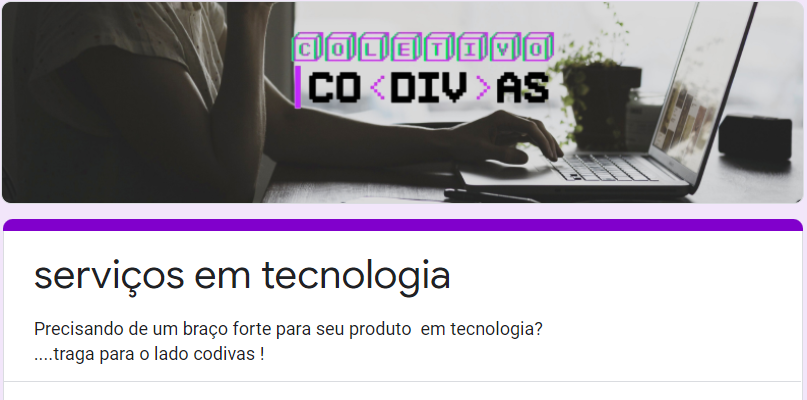 COLETIVO
CO<DIV>AS
serviços em tecnologia
Precisando de um braço forte para seu produto  em tecnologia?
....traga para o lado codivas !